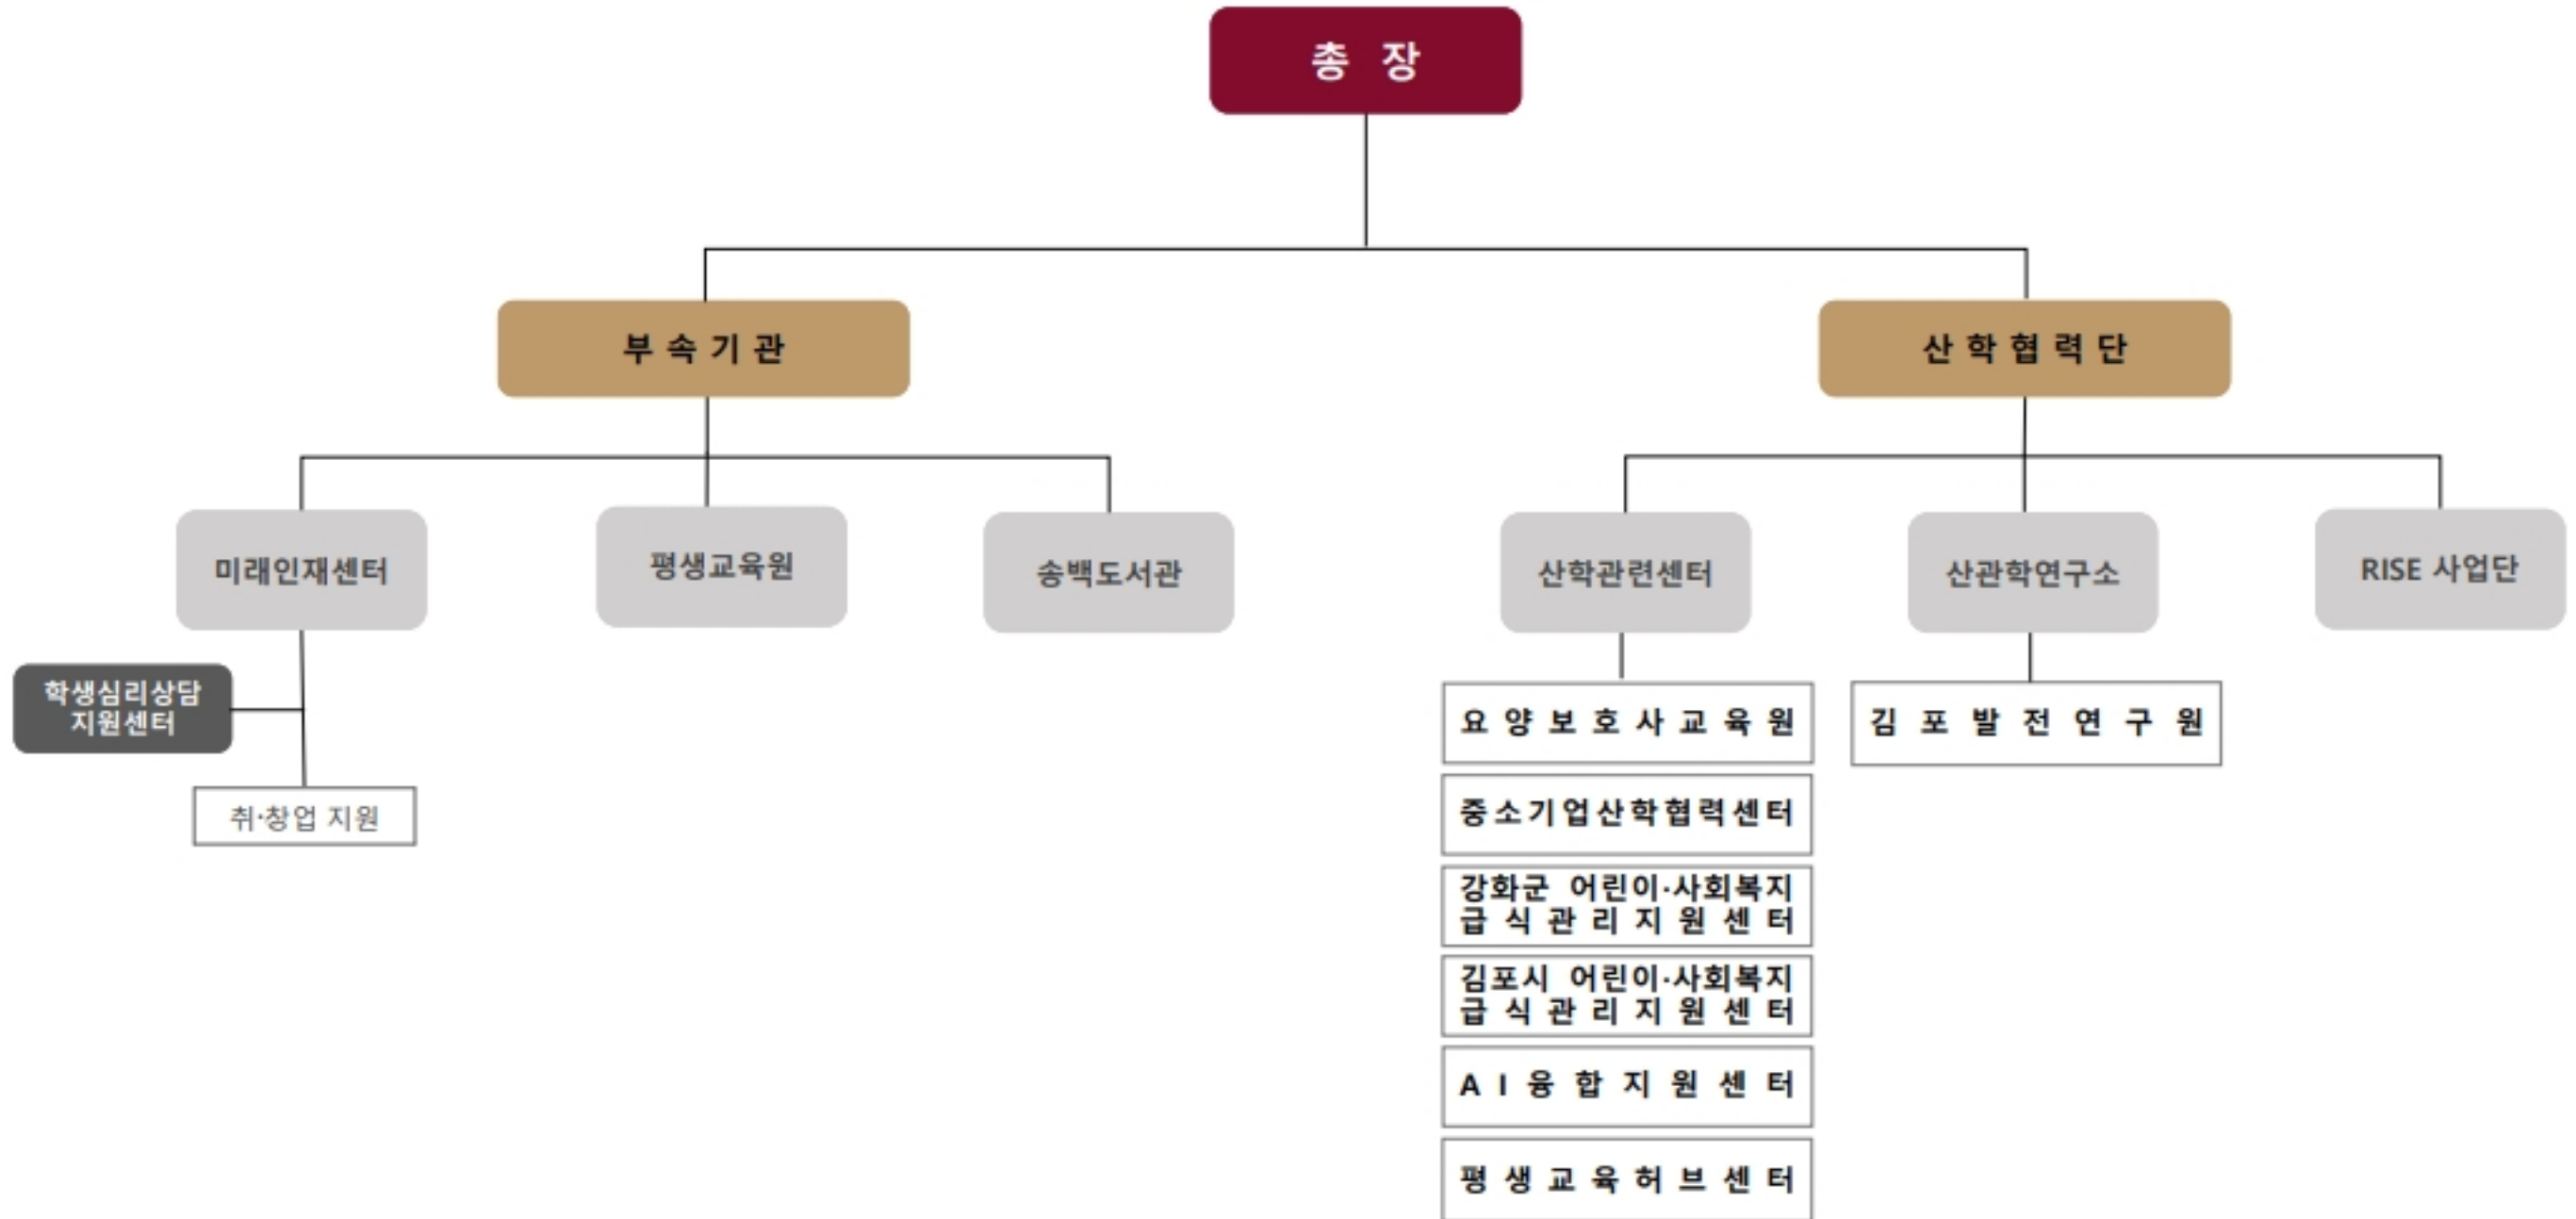 총 장
부속기관
산학협력단
미래인재센터
평생교육원
송백도서관
산학관련센터
산관학연구소
RISE 사업단
학생심리상담
지원센터
취·창업 지원
요양보호사교육원
중소기업산학협력센터
강화군 어린이·사회복지
급식관리지원센터
김포시 어린이·사회복지
급식관리지원센터
AI융합지원센터
평생교육허브센터
김포발전연구원